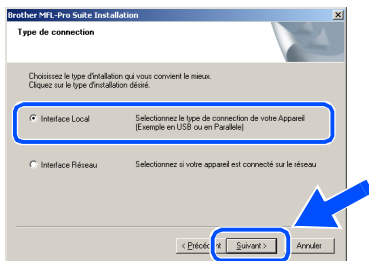 Brother MFL-Pro Suite Installation
Type de connection
Choisissez le type d'intallation qui vous convient le mieux.
Cliquez sur le type d'installation désiré.
Interface Local
Selectionnez le type de connection de votre Appareil
(Exemple en USB ou en Parallele)
Interface Réseau
Selectionnez si votre appareil est connecté sur le réseau
< Précédent Suivant > Annuler